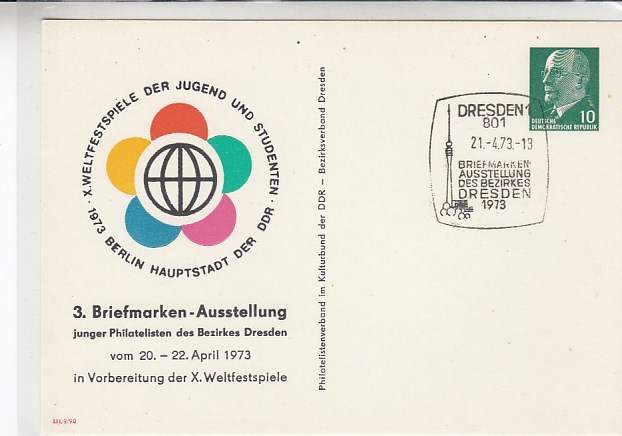 · X. WELTFESTSPIELE DER JUGEND UND STUDENTEN ·
1973 BERLIN HAUPTSTADT DER DDR
3. Briefmarken-Ausstellung
junger Philatelisten des Bezirkes Dresden
vom 20. – 22. April 1973
in Vorbereitung der X. Weltfestspiele
Philatelistenverband im Kulturbund der DDR – Bezirksverband Dresden
DRESDEN 1
801
21.-4.73.-13
BRIEFMARKEN-
AUSSTELLUNG
DES BEZIRKES
DRESDEN
1973
10
DEUTSCHE
DEMOKRATISCHE REPUBLIK